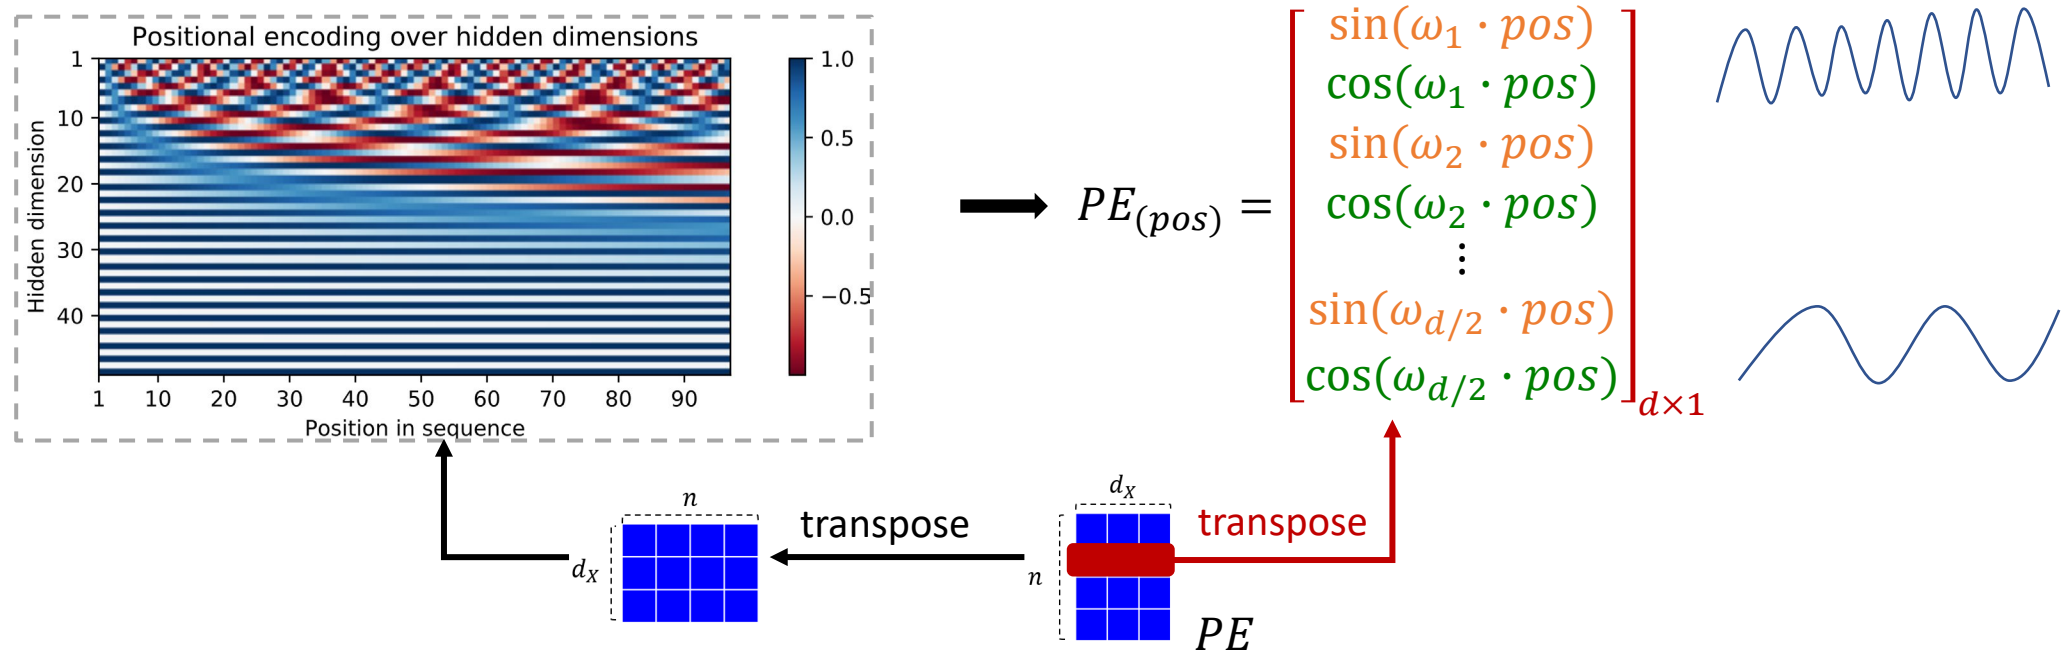 Positional encoding over hidden dimensions
Hidden dimension
1
10
20
30
40
1 10 20 30 40 50 60 70 80 90
Position in sequence
1.0
0.5
0.0
−0.5
PE(pos) =
sin(ω1 · pos)
cos(ω1 · pos)
sin(ω2 · pos)
cos(ω2 · pos)
⋮
sin(ωd/2 · pos)
cos(ωd/2 · pos)
d×1
n
dX
transpose
dX
n
PE
transpose